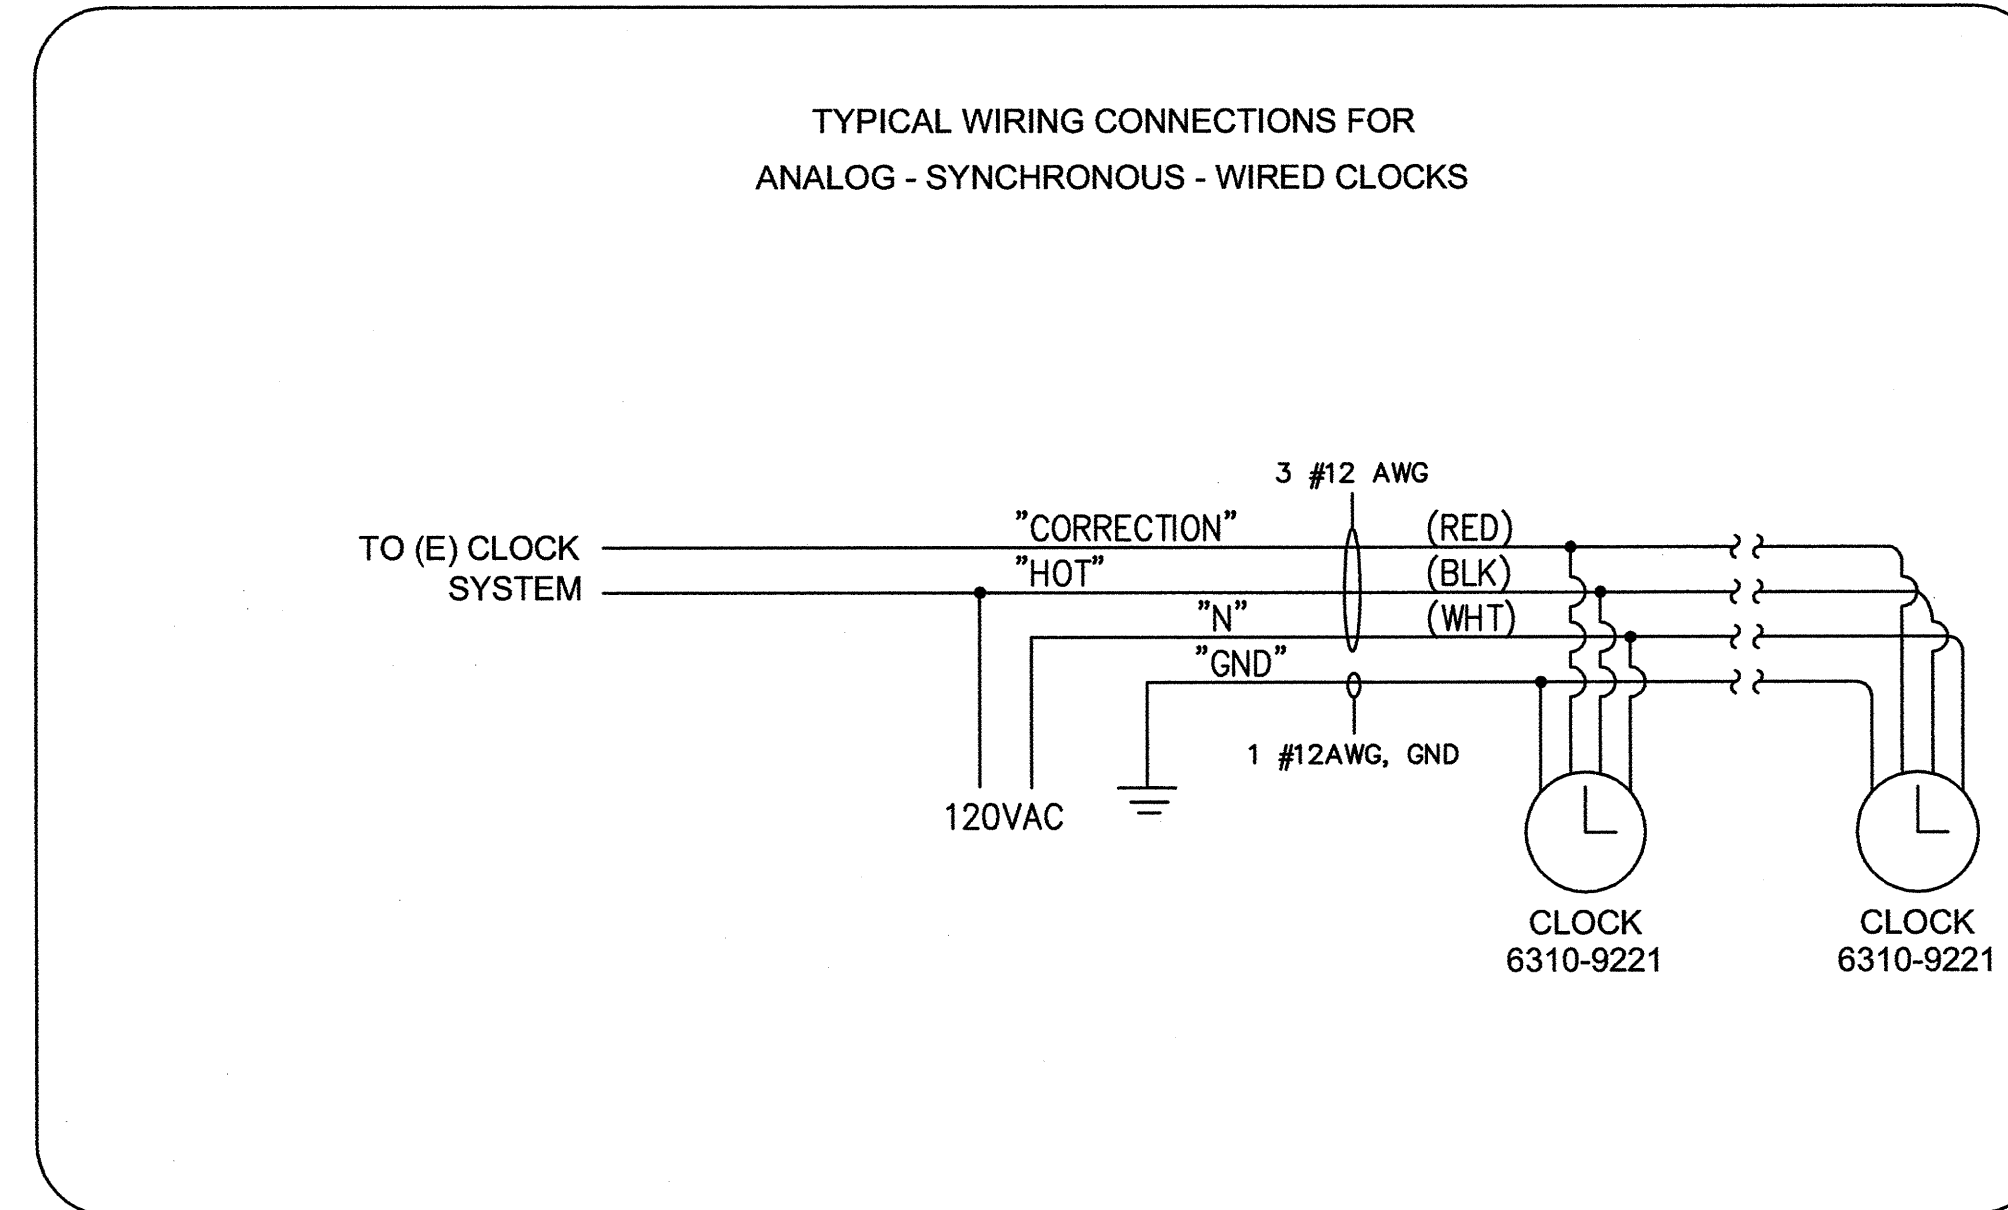 TYPICAL WIRING CONNECTIONS FOR
ANALOG - SYNCHRONOUS - WIRED CLOCKS
3 #12 AWG
TO (E) CLOCK
SYSTEM
"CORRECTION"
(RED)
"HOT"
(BLK)
"N"
(WHT)
"GND"
1 #12AWG, GND
120VAC
CLOCK
6310-9221
CLOCK
6310-9221